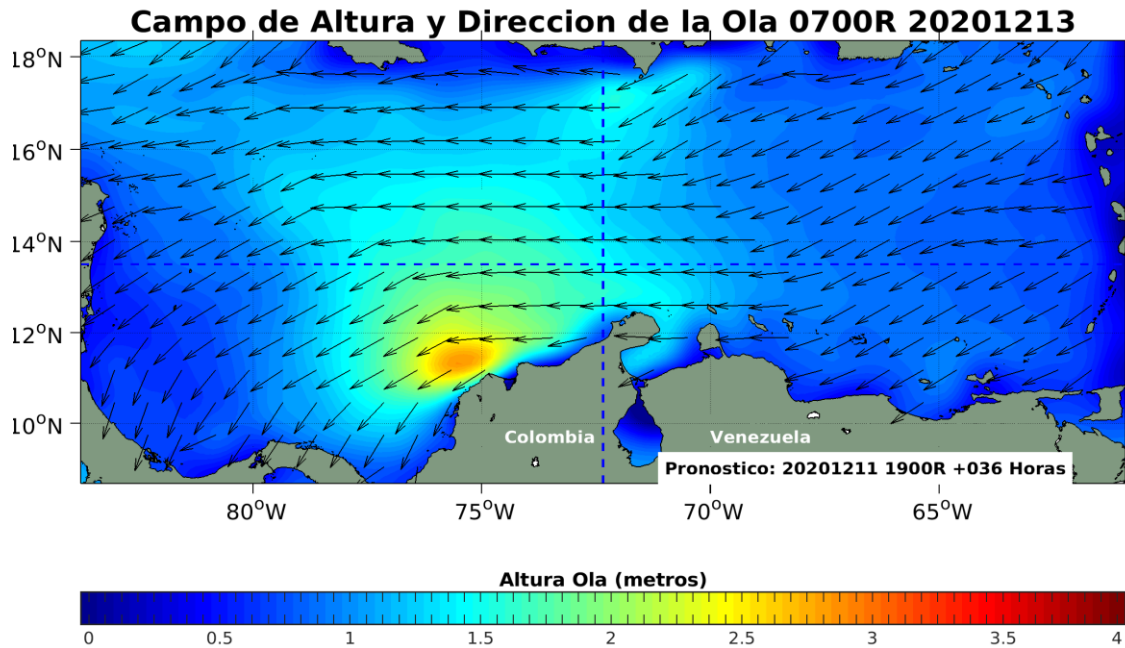 Campo de Altura y Direccion de la Ola 0700R 20201213
18°N
16°N
14°N
12°N
10°N
Colombia
Venezuela
Pronostico: 20201211 1900R +036 Horas
80°W 75°W 70°W 65°W
Altura Ola (metros)
0 0.5 1 1.5 2 2.5 3 3.5 4